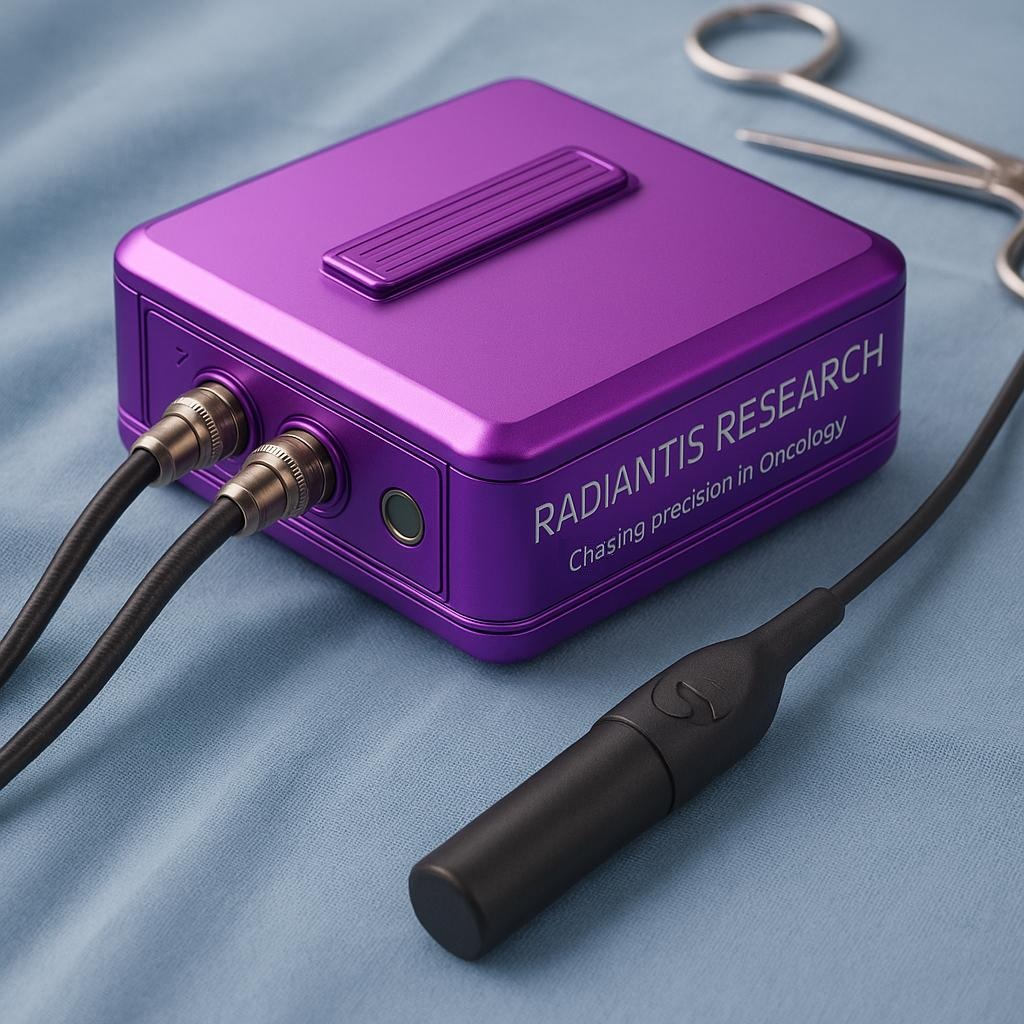 RADIANTIS RESEARCH
Chasing precision in Oncology